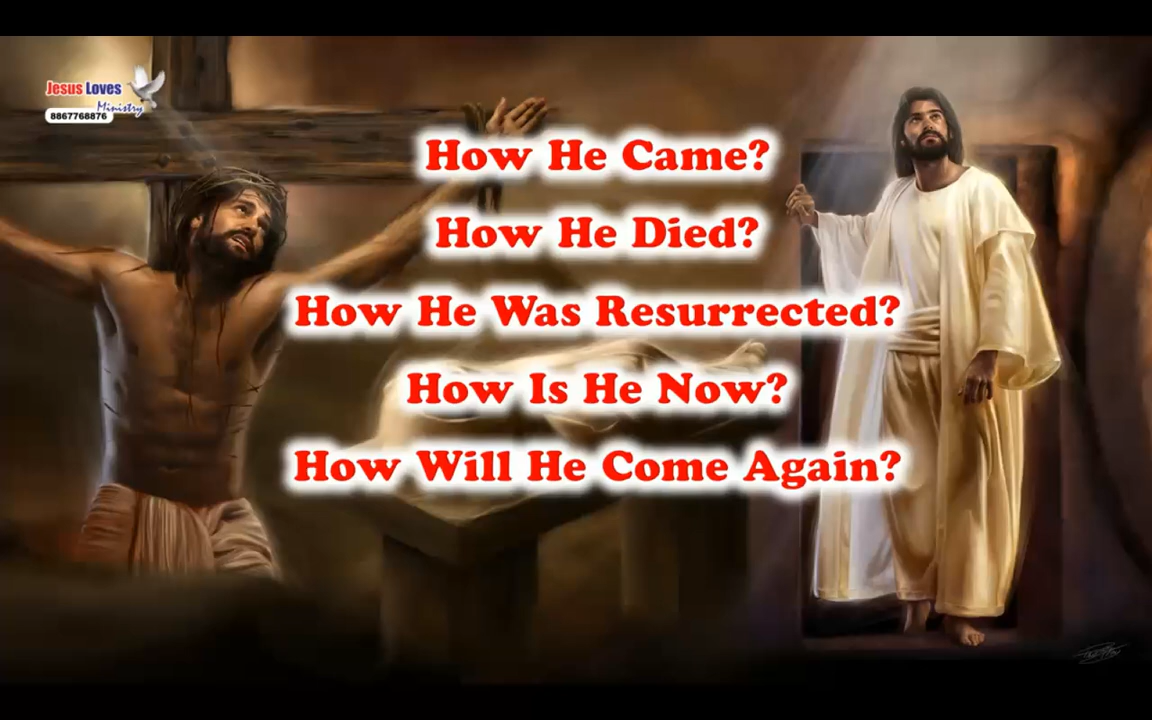 Jesus Loves
Ministry
8867768876
How He Came?
How He Died?
How He Was Resurrected?
How Is He Now?
How Will He Come Again?